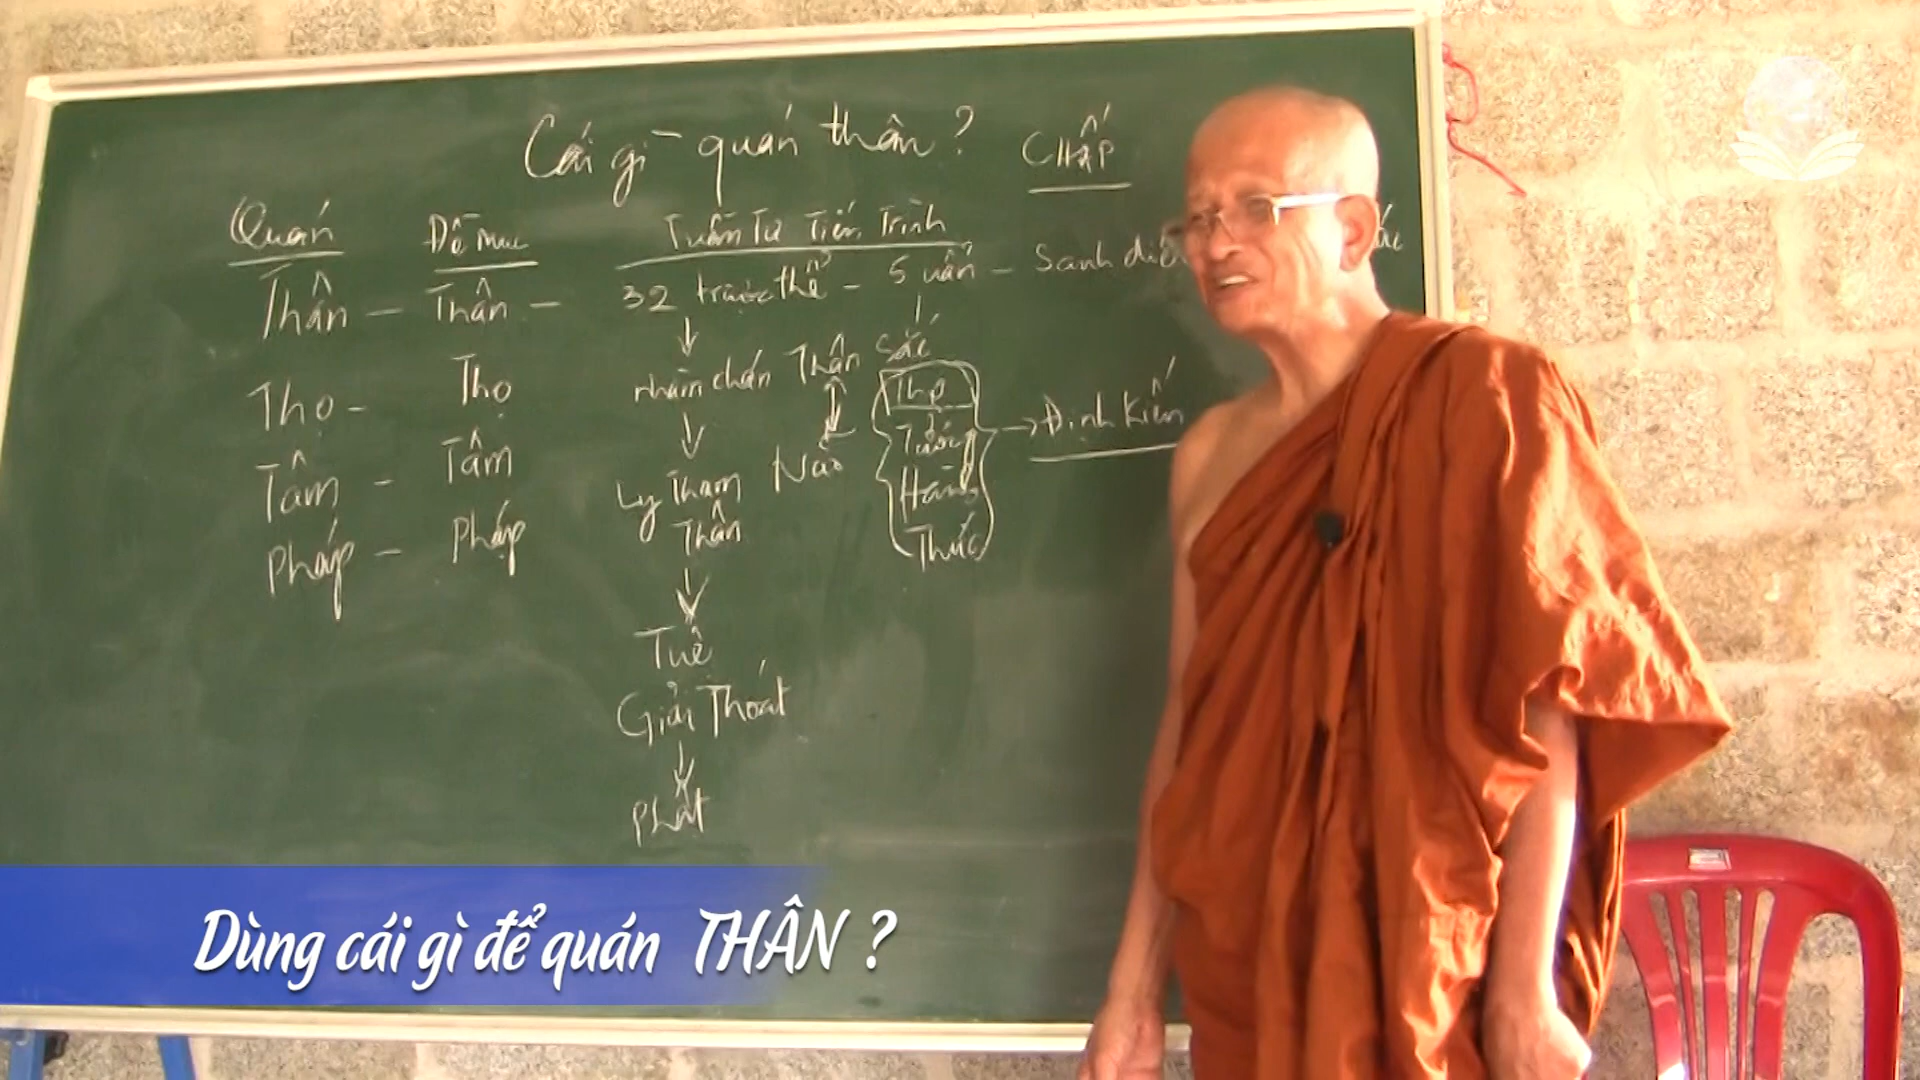 Cái gì - quán thân?
CHẤP
Quán Đề mục Tuần Tự Tiến Trình
Thân - Thân - 32 trược thể - 5 uẩn - Sanh diệ
Sắc
nhàm chán Thân
Thọ - Thọ Thọ
Tưởng → Định Kiến
Tâm - Tâm Ly Tham Thân Hành
Pháp - Pháp Thức
Tuệ
Giải Thoát
Phật
Dùng cái gì để quán THÂN ?